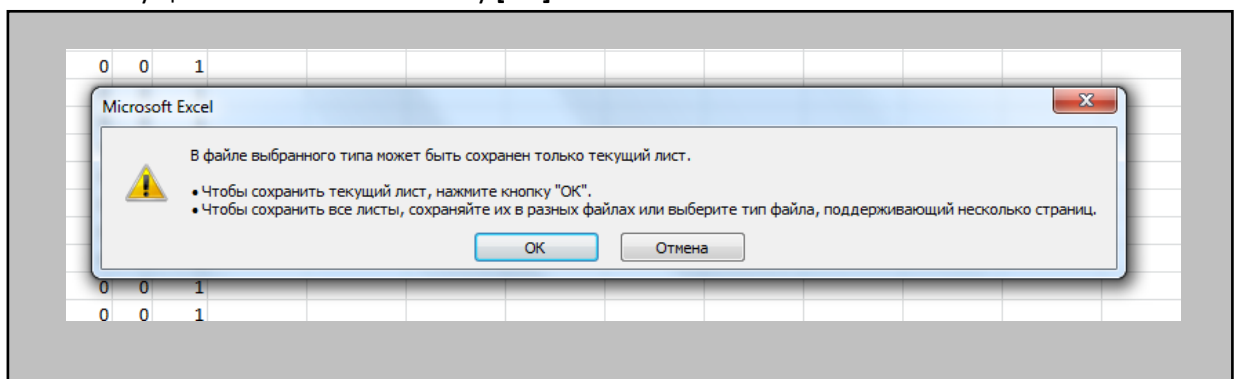 0 0 1
Microsoft Excel
В файле выбранного типа может быть сохранен только текущий лист.
• Чтобы сохранить текущий лист, нажмите кнопку "ОК".
• Чтобы сохранить все листы, сохраняйте их в разных файлах или выберите тип файла, поддерживающий несколько страниц.
ОК Отмена
0 0 1
0 0 1